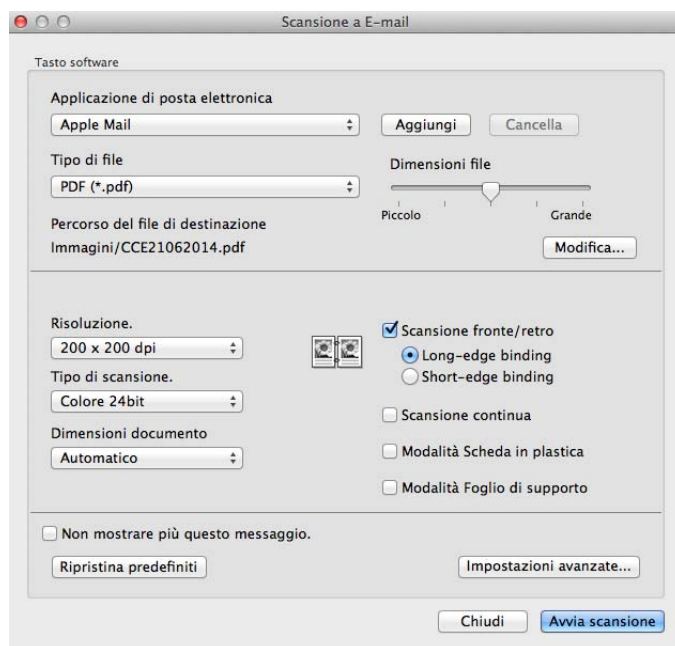 Scansione a E-mail
Tasto software
Applicazione di posta elettronica
Apple Mail
Aggiungi
Cancella
Tipo di file
PDF (*.pdf)
Dimensioni file
Piccolo
Grande
Percorso del file di destinazione
Immagini/CCE21062014.pdf
Modifica...
Risoluzione.
200 x 200 dpi
Tipo di scansione.
Colore 24bit
Dimensioni documento
Automatico
Scansione fronte/retro
Long-edge binding
Short-edge binding
Scansione continua
Modalità Scheda in plastica
Modalità Foglio di supporto
Non mostrare più questo messaggio.
Ripristina predefiniti
Impostazioni avanzate...
Chiudi
Avvia scansione